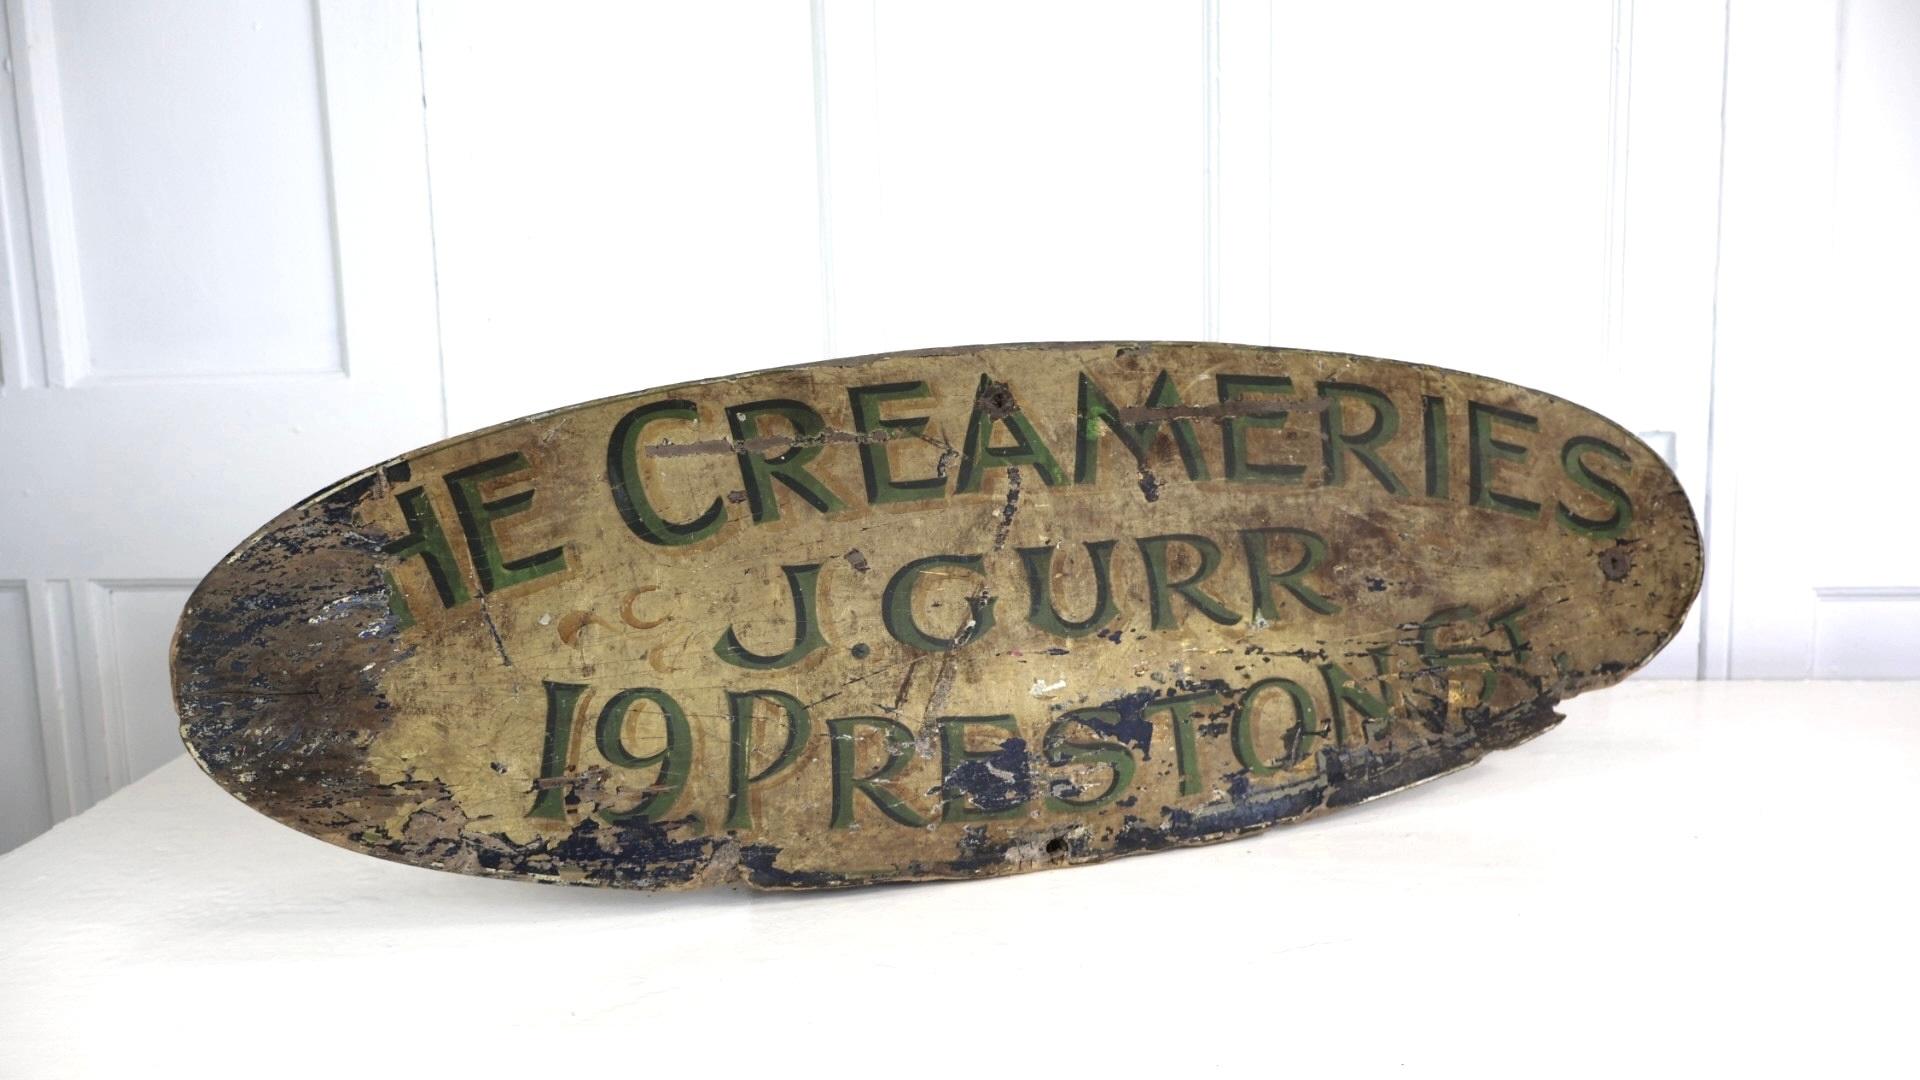 HE CREAMERIES
J. GURR
19, PRESTON ST.